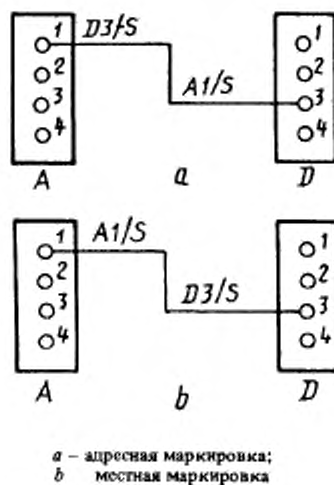 1 D3/S 1
2 2
3 A1/S 3
4 4
A a D
1 A1/S 1
2 2
3 D3/S 3
4 4
A b D
a – адресная маркировка;
b местная маркировка